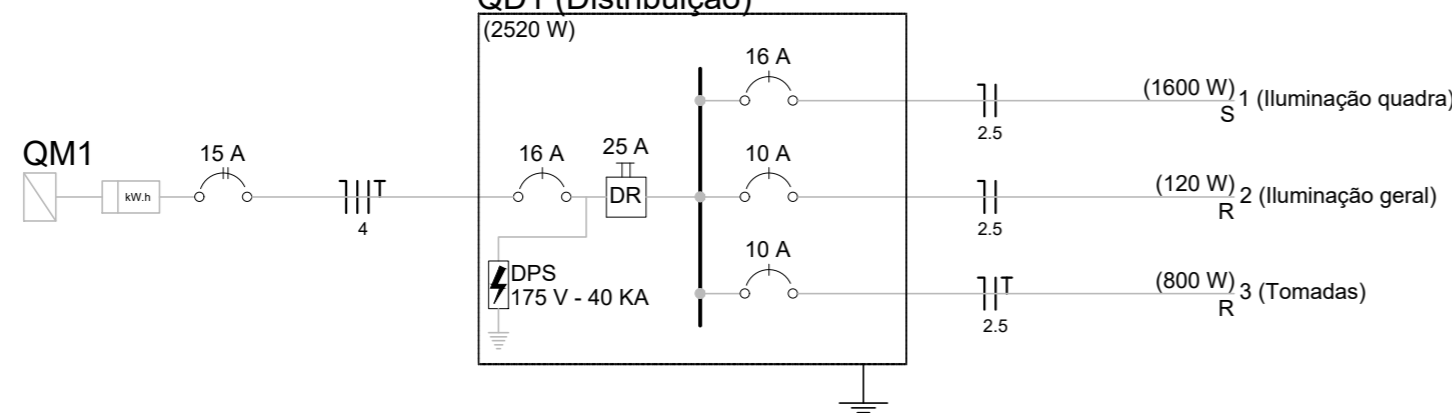 QD1 (Distribuição)
(2520 W)
16 A
(1600 W)
1 (Iluminação quadra)
S
2.5
QM1
15 A
kW.h
4
16 A
25 A
DR
10 A
(120 W)
2 (Iluminação geral)
R
2.5
DPS
175 V - 40 KA
10 A
(800 W)
3 (Tomadas)
R
2.5